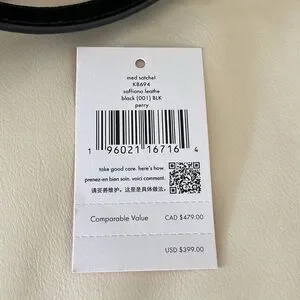 med satchel
K8694
saffiano leathe
black (001) BLK
perry
1 96021 16716 4
take good care. here's how.
prenez-en bien soin. voici comment.
请妥善维护。这里是具体做法。
Comparable Value CAD $479.00
USD $399.00